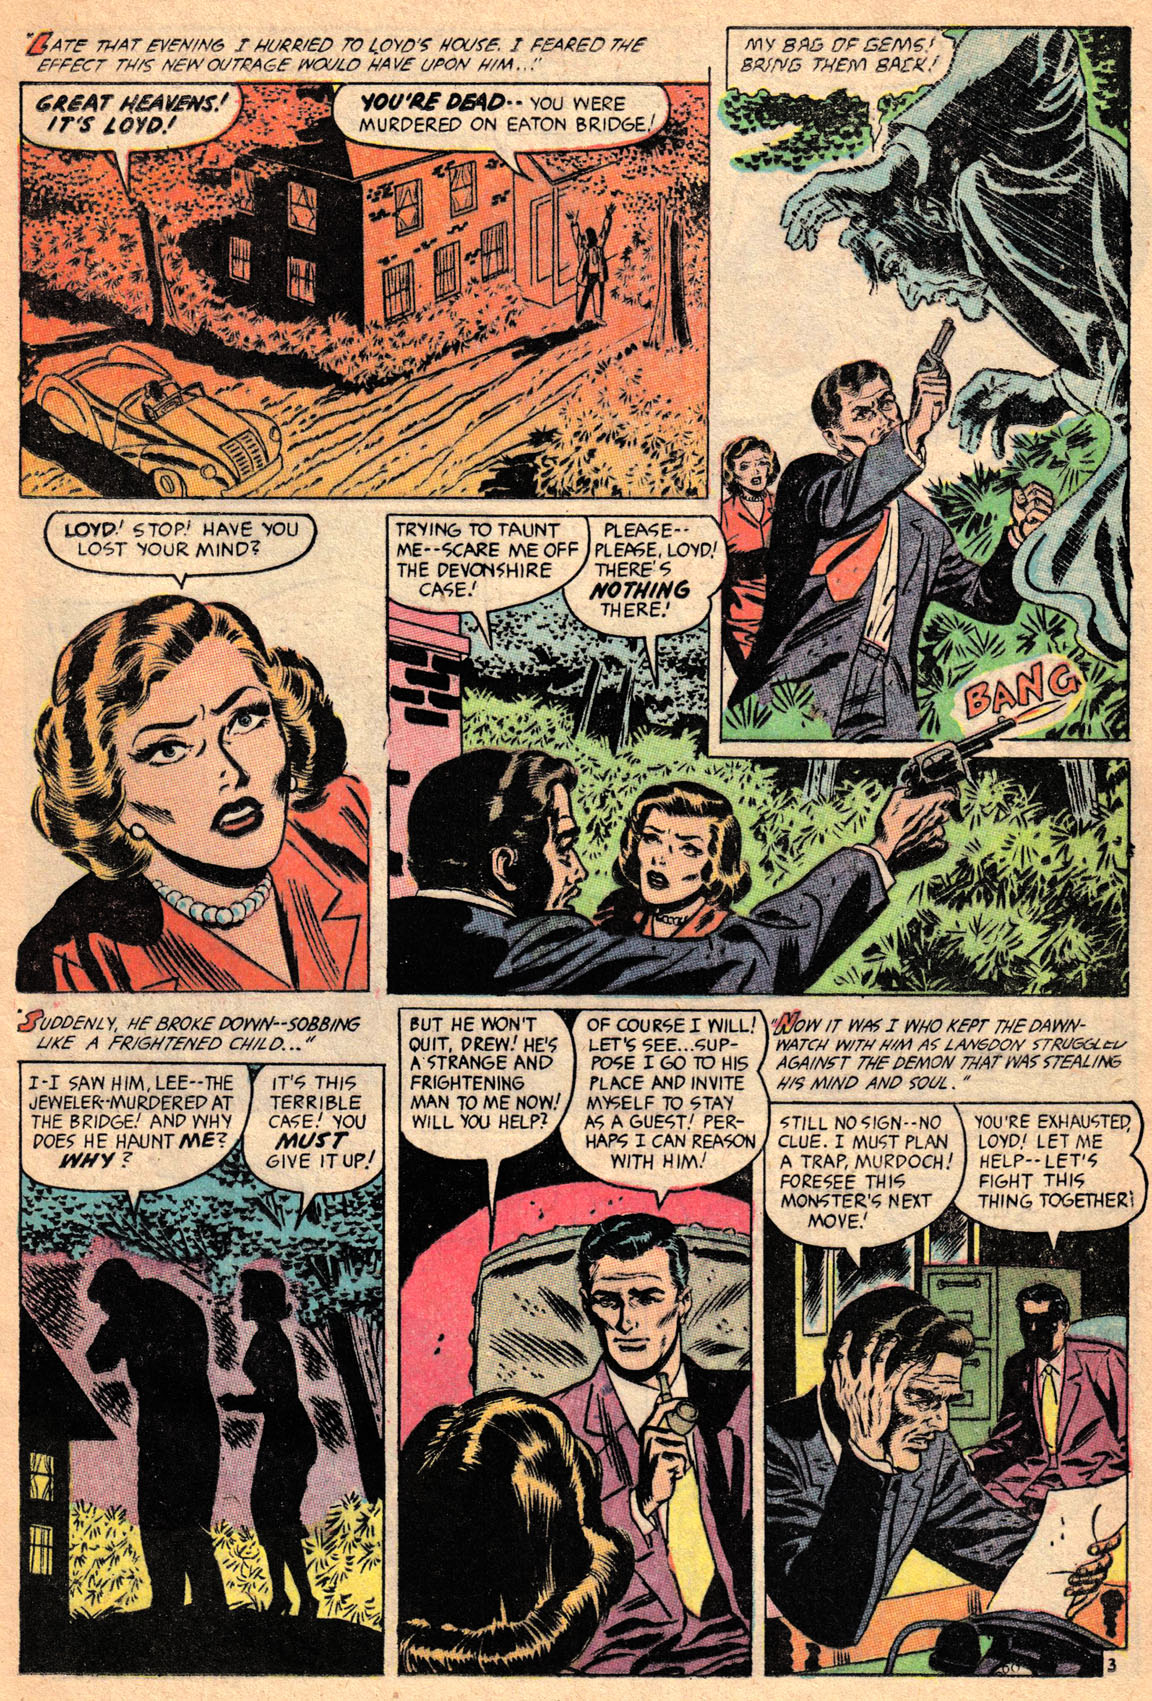 "LATE THAT EVENING I HURRIED TO LOYD'S HOUSE. I FEARED THE
EFFECT THIS NEW OUTRAGE WOULD HAVE UPON HIM..."
GREAT HEAVENS!
IT'S LOYD!
YOU'RE DEAD-- YOU WERE
MURDERED ON EATON BRIDGE!
MY BAG OF GEMS!
BRING THEM BACK!
BANG
LOYD! STOP! HAVE YOU
LOST YOUR MIND?
TRYING TO TAUNT
ME--SCARE ME OFF
THE DEVONSHIRE
CASE!
PLEASE--
PLEASE, LOYD!
THERE'S
NOTHING
THERE!
"SUDDENLY, HE BROKE DOWN--SOBBING
LIKE A FRIGHTENED CHILD..."
I-I SAW HIM, LEE--THE
JEWELER--MURDERED AT
THE BRIDGE! AND WHY
DOES HE HAUNT ME?
WHY?
IT'S THIS
TERRIBLE
CASE! YOU
MUST
GIVE IT UP!
BUT HE WON'T
QUIT, DREW! HE'S
A STRANGE AND
FRIGHTENING
MAN TO ME NOW!
WILL YOU HELP?
OF COURSE I WILL!
LET'S SEE...SUP-
POSE I GO TO HIS
PLACE AND INVITE
MYSELF TO STAY
AS A GUEST! PER-
HAPS I CAN REASON
WITH HIM!
"NOW IT WAS I WHO KEPT THE DAWN-
WATCH WITH HIM AS LANGDON STRUGGLED
AGAINST THE DEMON THAT WAS STEALING
HIS MIND AND SOUL."
STILL NO SIGN--NO
CLUE. I MUST PLAN
A TRAP, MURDOCH!
FORESEE THIS
MONSTER'S NEXT
MOVE!
YOU'RE EXHAUSTED,
LOYD! LET ME
HELP--LET'S
FIGHT THIS
THING TOGETHER!
3